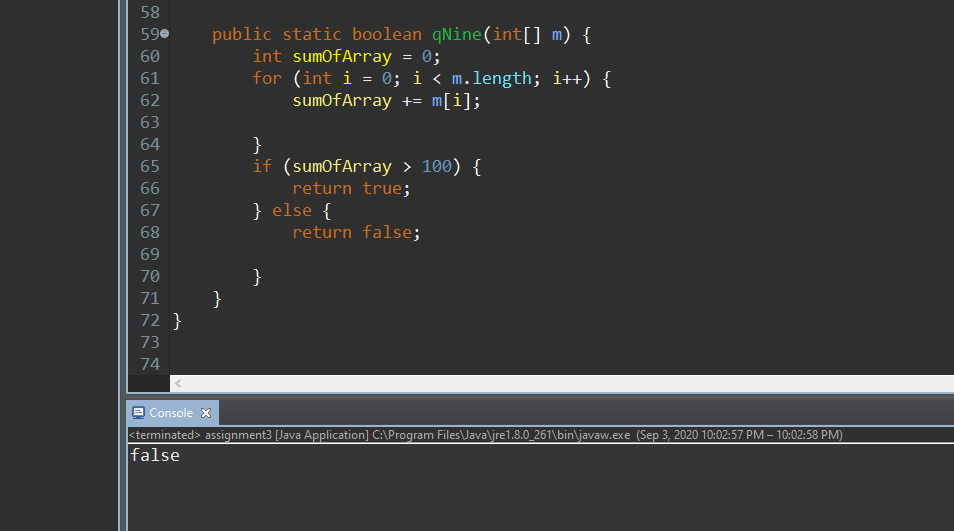 58
59 public static boolean qNine(int[] m) {
60 int sumOfArray = 0;
61 for (int i = 0; i < m.length; i++) {
62 sumOfArray += m[i];
63
64 }
65 if (sumOfArray > 100) {
66 return true;
67 } else {
68 return false;
69
70 }
71 }
72 }
73
74
Console
<terminated> assignment3 [Java Application] C:\Program Files\Java\jre1.8.0_261\bin\javaw.exe (Sep 3, 2020 10:02:57 PM – 10:02:58 PM)
false